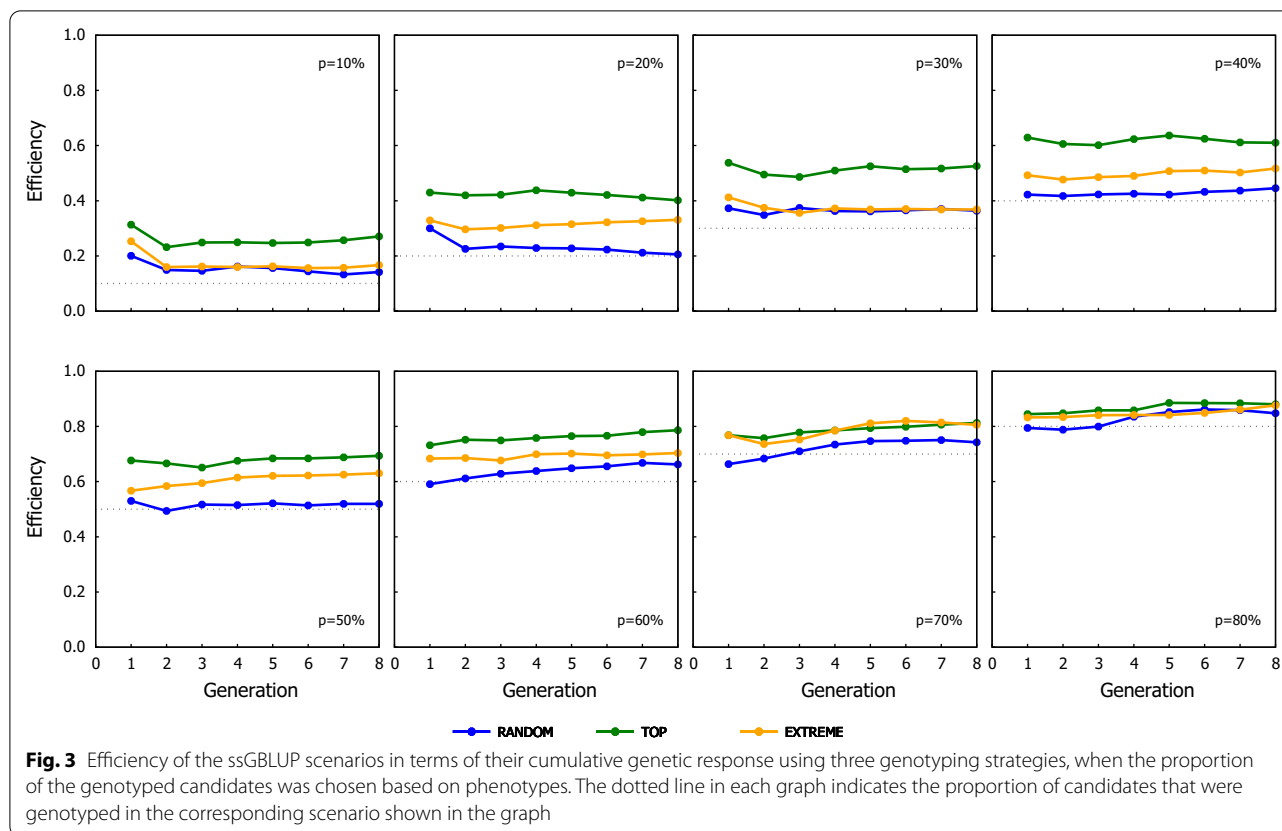 1.0
0.8
0.6
0.4
0.2
0.0
Efficiency
p=10%
p=20%
p=30%
p=40%
1.0
0.8
0.6
0.4
0.2
0.0
Efficiency
p=50%
p=60%
p=70%
p=80%
0 1 2 3 4 5 6 7 8
0 1 2 3 4 5 6 7 8
0 1 2 3 4 5 6 7 8
0 1 2 3 4 5 6 7 8
Generation
Generation
Generation
Generation
RANDOM
TOP
EXTREME
Fig. 3 Efficiency of the ssGBLUP scenarios in terms of their cumulative genetic response using three genotyping strategies, when the proportion
of the genotyped candidates was chosen based on phenotypes. The dotted line in each graph indicates the proportion of candidates that were
genotyped in the corresponding scenario shown in the graph